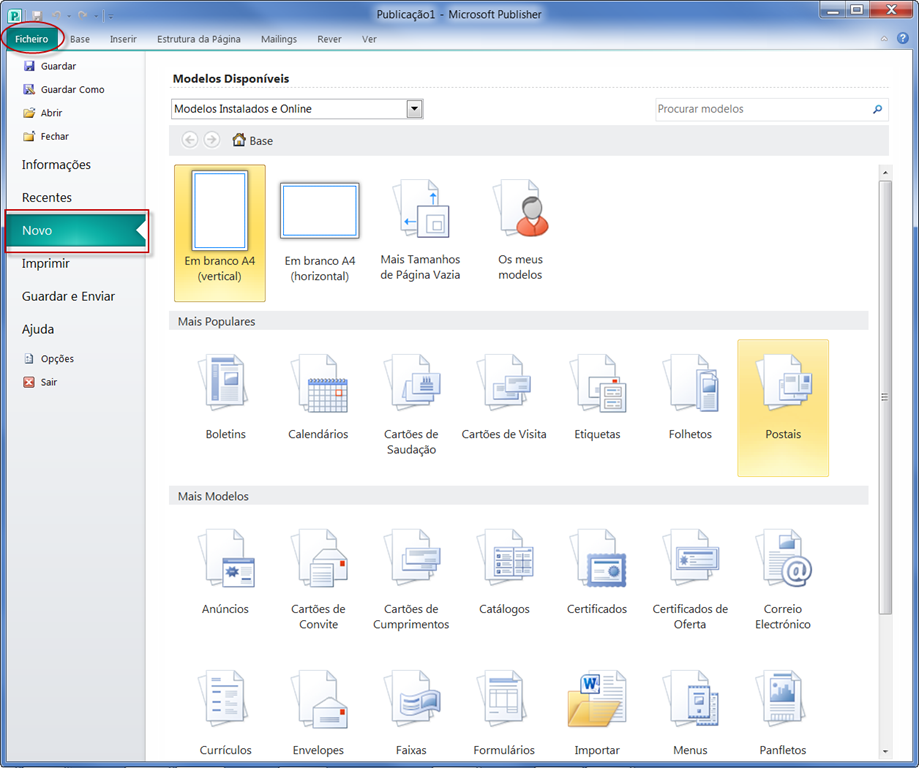 Publicação1 - Microsoft Publisher
Ficheiro Base Inserir Estrutura da Página Mailings Rever Ver
Guardar
Guardar Como
Abrir
Fechar
Informações
Recentes
Novo
Imprimir
Guardar e Enviar
Ajuda
Opções
Sair
Modelos Disponíveis
Modelos Instalados e Online
Procurar modelos
Base
Em branco A4 (vertical)
Em branco A4 (horizontal)
Mais Tamanhos de Página Vazia
Os meus modelos
Mais Populares
Boletins
Calendários
Cartões de Saudação
Cartões de Visita
Etiquetas
Folhetos
Postais
Mais Modelos
Anúncios
Cartões de Convite
Cartões de Cumprimentos
Catálogos
Certificados
Certificados de Oferta
Correio Electrónico
Currículos
Envelopes
Faixas
Formulários
Importar
Menus
Panfletos